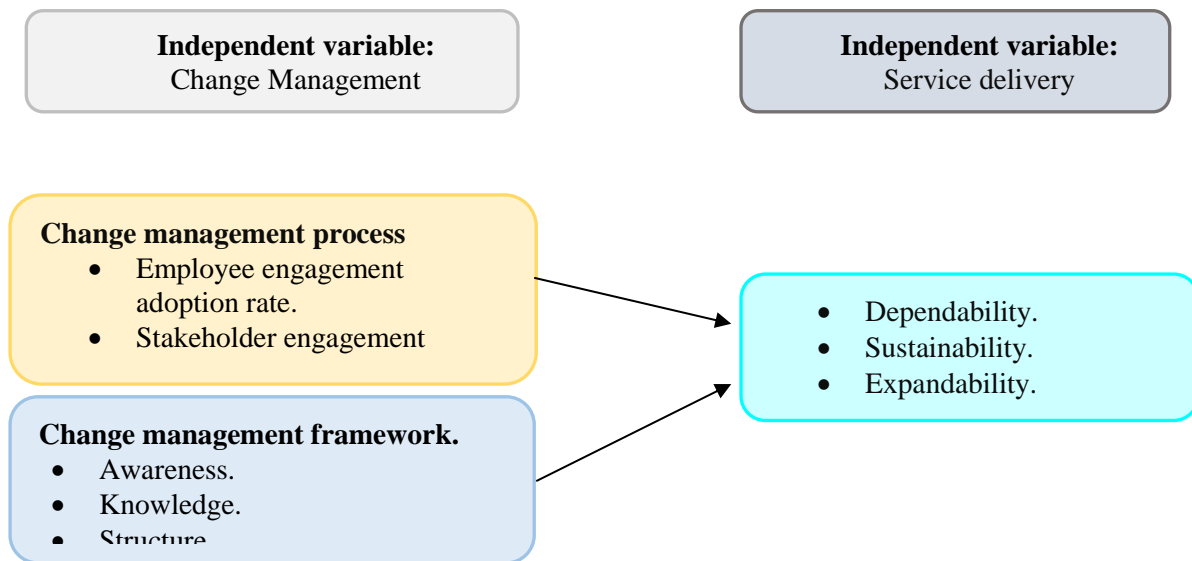 Independent variable:
Change Management
Independent variable:
Service delivery
Change management process
• Employee engagement
adoption rate.
• Stakeholder engagement
• Dependability.
• Sustainability.
• Expandability.
Change management framework.
• Awareness.
• Knowledge.
• Structure